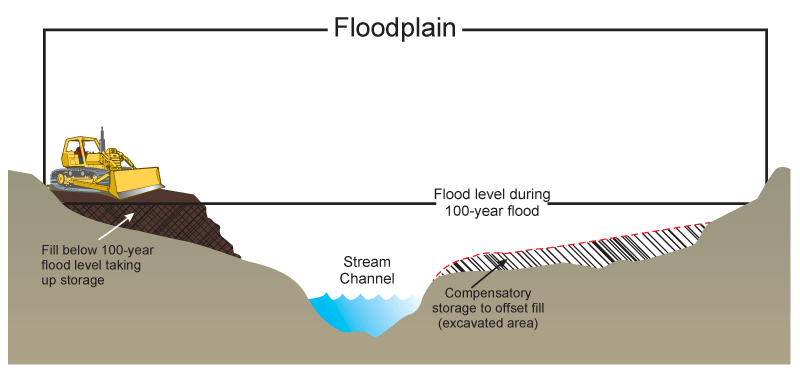 Floodplain
Flood level during
100-year flood
Fill below 100-year
flood level taking
up storage
Stream
Channel
Compensatory
storage to offset fill
(excavated area)